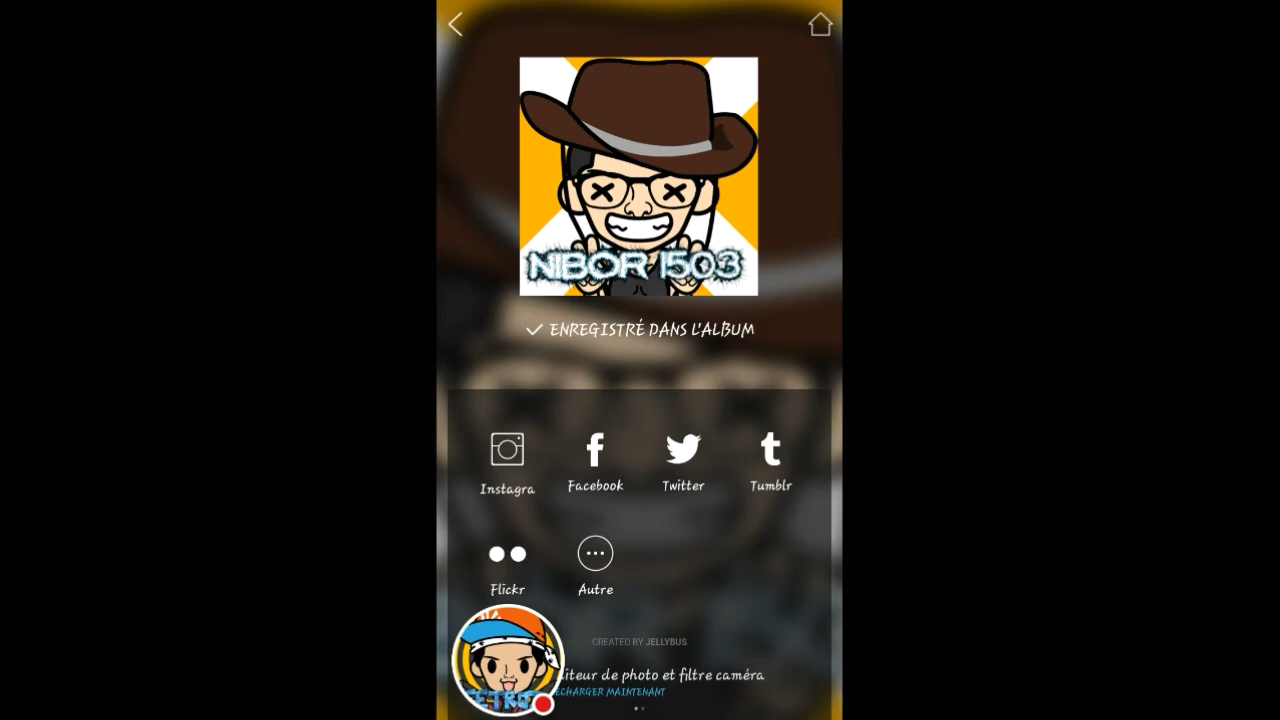 NIBOR 1503
ENREGISTRÉ DANS L'ALBUM
Instagra
Facebook
Twitter
Tumblr
Flickr
Autre
CREATED BY JELLYBUS
iteur de photo et filtre caméra
ECHARGER MAINTENANT